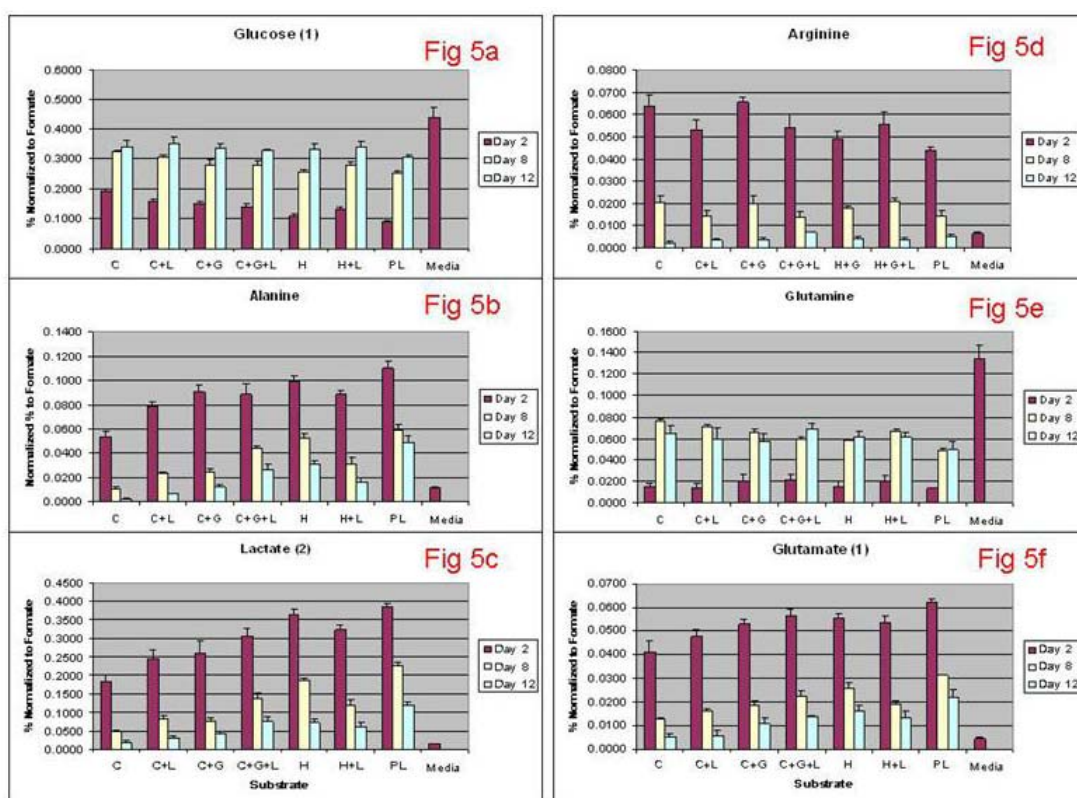 Glucose (1)
Fig 5a
% Normalized to Formate
0.6000
0.5000
0.4000
0.3000
0.2000
0.1000
0.0000
C C+L C+G C+G+L H H+L PL Media
Day 2
Day 8
Day 12
Alanine
Fig 5b
Normalized % to Formate
0.1400
0.1200
0.1000
0.0800
0.0600
0.0400
0.0200
0.0000
C C+L C+G C+G+L H H+L PL Media
Day 2
Day 8
Day 12
Lactate (2)
Fig 5c
% Normalized to Formate
0.4500
0.4000
0.3500
0.3000
0.2500
0.2000
0.1500
0.1000
0.0500
0.0000
C C+L C+G C+G+L H H+L PL Media
Substrate
Day 2
Day 8
Day 12
Arginine
Fig 5d
% Normalized to Formate
0.0800
0.0700
0.0600
0.0500
0.0400
0.0300
0.0200
0.0100
0.0000
C C+L C+G C+G+L H+G H+G+L PL Media
Day 2
Day 8
Day 12
Glutamine
Fig 5e
% Normalized to Formate
0.1600
0.1400
0.1200
0.1000
0.0800
0.0600
0.0400
0.0200
0.0000
C C+L C+G C+G+L H H+L PL Media
Day 2
Day 8
Day 12
Glutamate (1)
Fig 5f
% Normalized to Formate
0.0700
0.0600
0.0500
0.0400
0.0300
0.0200
0.0100
0.0000
C C+L C+G C+G+L H H+L PL Media
Substrate
Day 2
Day 8
Day 12